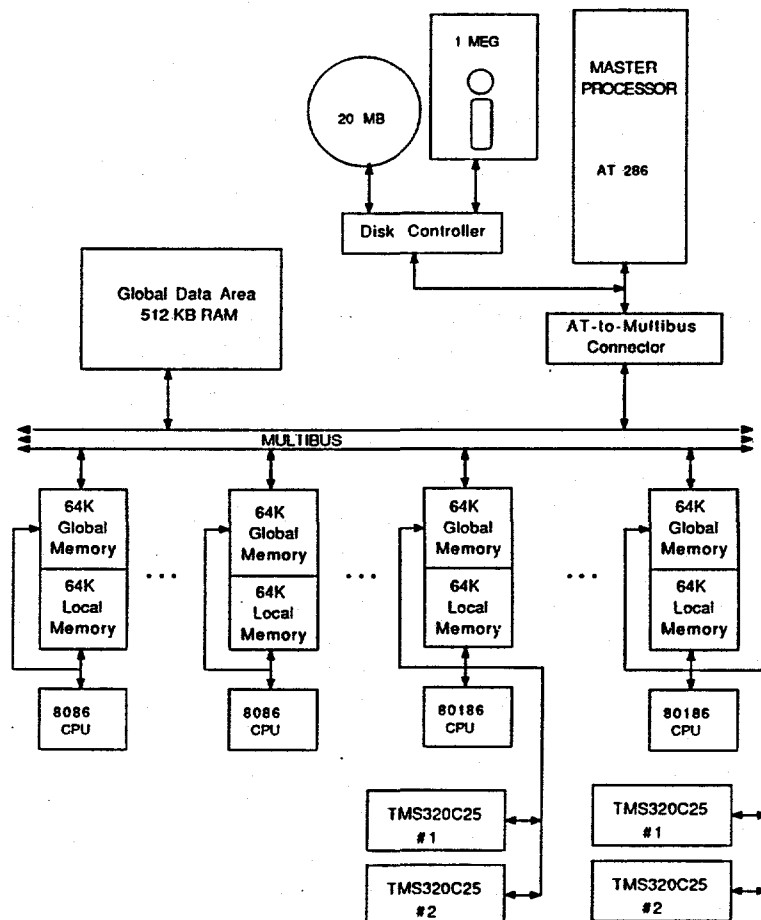 1 MEG
20 MB
MASTER
PROCESSOR
AT 286
Disk Controller
Global Data Area
512 KB RAM
AT-to-Multibus
Connector
MULTIBUS
64K
Global
Memory
64K
Local
Memory
8086
CPU
...
64K
Global
Memory
64K
Local
Memory
8086
CPU
...
64K
Global
Memory
64K
Local
Memory
80186
CPU
...
64K
Global
Memory
64K
Local
Memory
80186
CPU
TMS320C25
#1
TMS320C25
#2
TMS320C25
#1
TMS320C25
#2